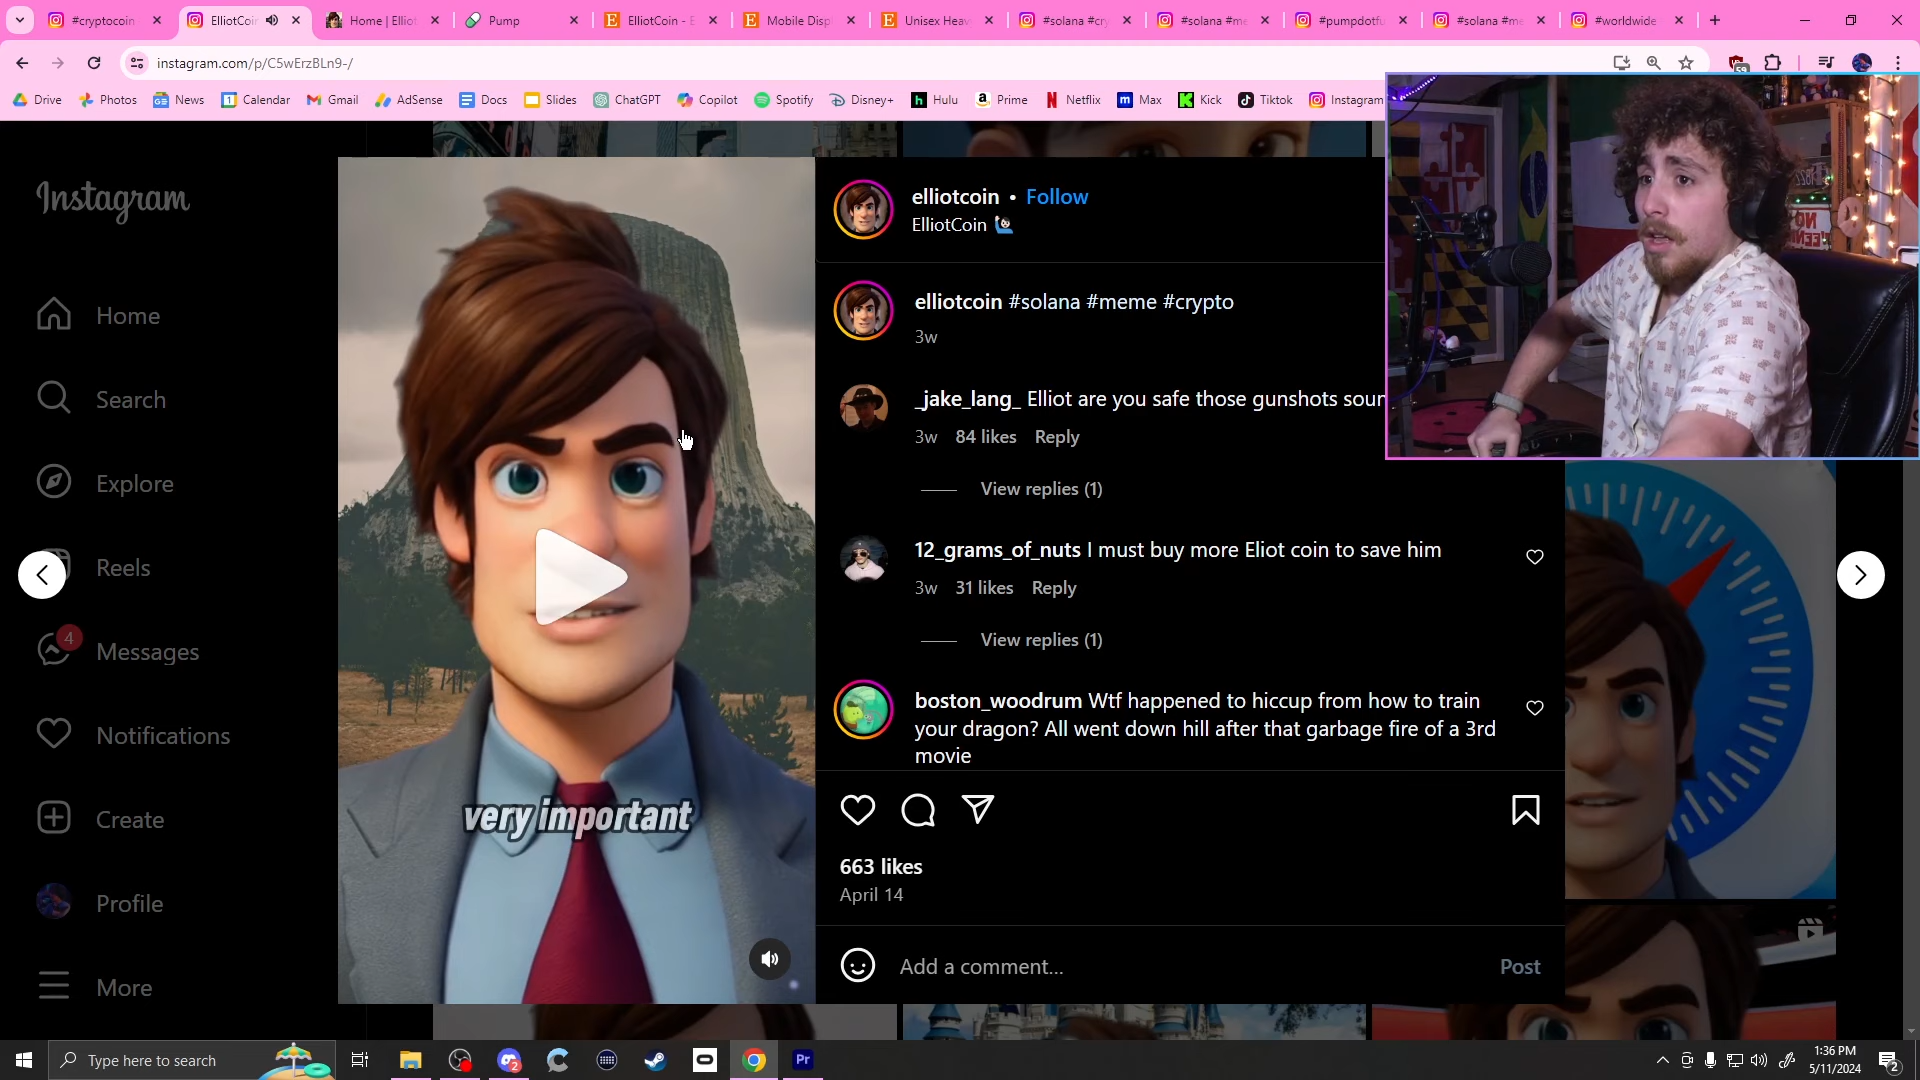 #cryptocoin
ElliotCoin
Home | Elliot
Pump
ElliotCoin - E
Mobile Disp
Unisex Heav
#solana #cry
#solana #me
#pumpdotfu
#solana #me
#worldwide
instagram.com/p/C5wErzBLn9-/
59
Drive
Photos
News
Calendar
Gmail
AdSense
Docs
Slides
ChatGPT
Copilot
Spotify
Disney+
Hulu
Prime
Netflix
Max
Kick
Tiktok
Instagram
Instagram
Home
Search
Explore
Reels
4
Messages
Notifications
Create
Profile
More
very important
elliotcoin • Follow
ElliotCoin 🙋🏻‍♂️
elliotcoin #solana #meme #crypto
3w
_jake_lang_ Elliot are you safe those gunshots soun
3w 84 likes Reply
View replies (1)
12_grams_of_nuts I must buy more Eliot coin to save him
3w 31 likes Reply
View replies (1)
boston_woodrum Wtf happened to hiccup from how to train
your dragon? All went down hill after that garbage fire of a 3rd
movie
663 likes
April 14
Add a comment...
Post
Type here to search
2
Pr
1:36 PM
5/11/2024
2